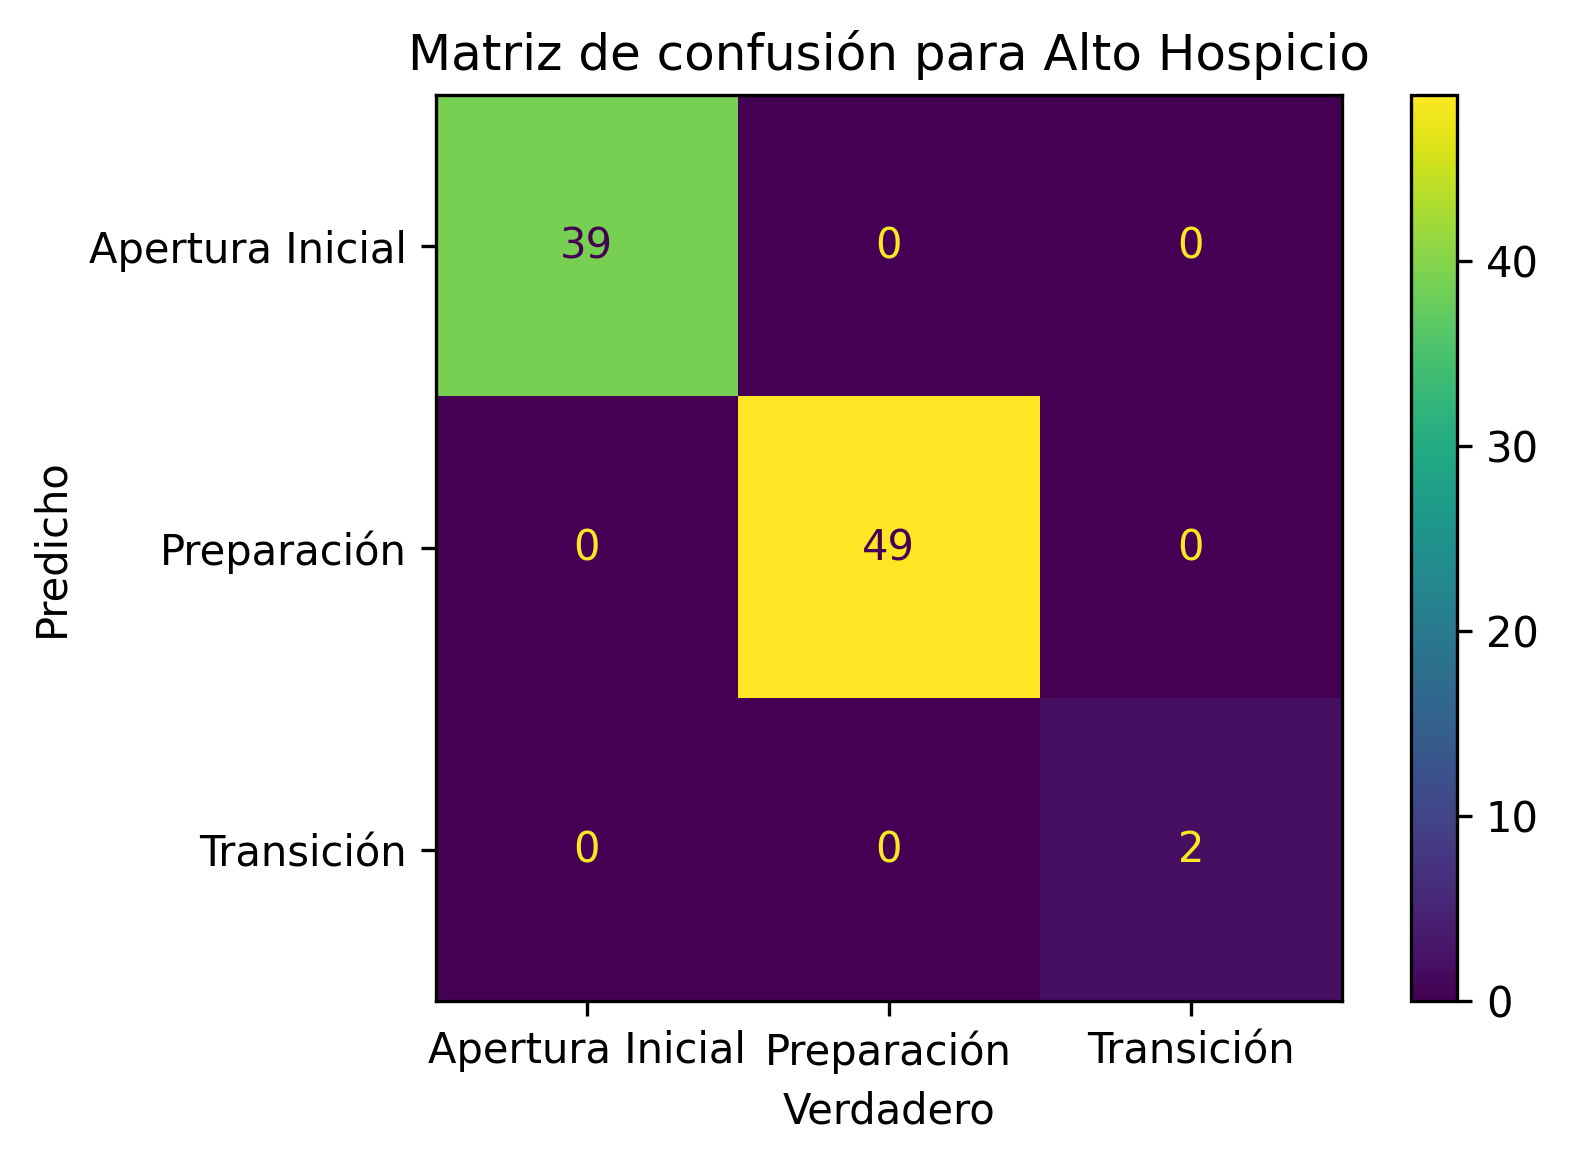 Matriz de confusión para Alto Hospicio
Predicho
Apertura Inicial
39 0 0
Preparación
0 49 0
Transición
0 0 2
Apertura Inicial Preparación Transición
Verdadero
40
30
20
10
0